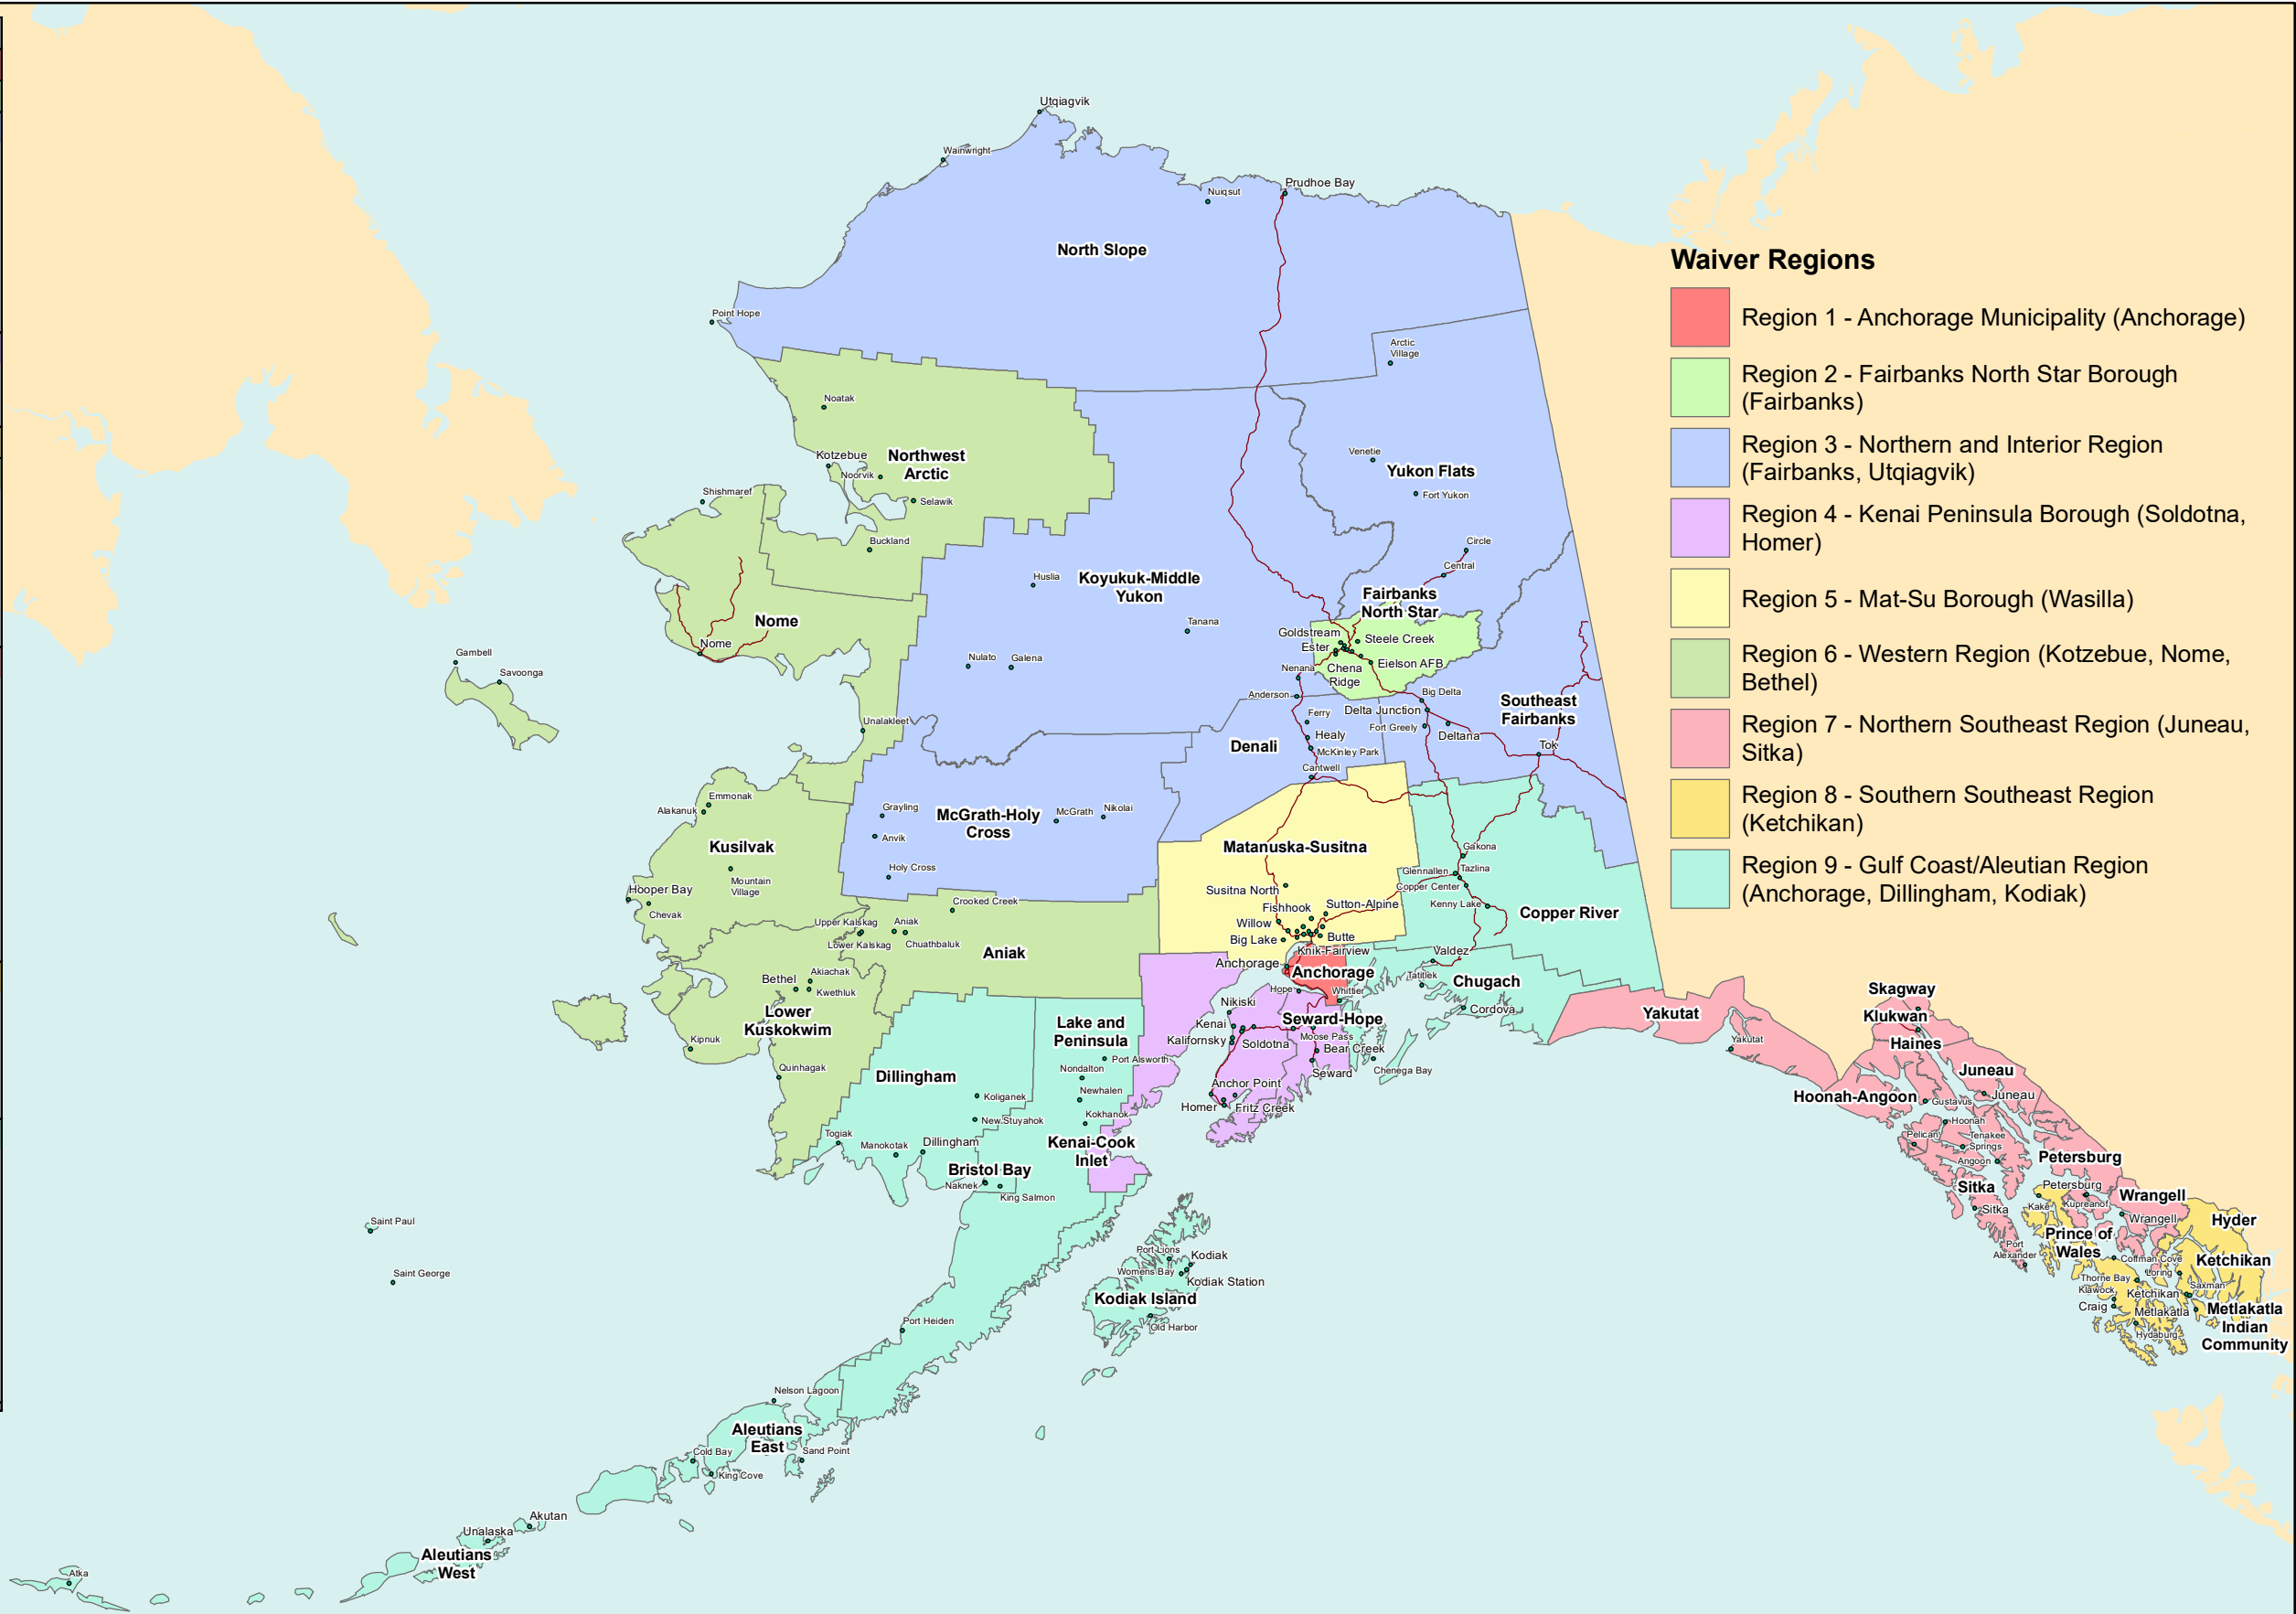 Utqiagvik
Wainwright
Prudhoe Bay
Nuiqsut
North Slope
Point Hope
Arctic
Village
Noatak
Kotzebue
Northwest
Arctic
Noorvik
Selawik
Venetie
Yukon Flats
Fort Yukon
Shishmaref
Buckland
Circle
Central
Huslia
Koyukuk-Middle
Yukon
Fairbanks
North Star
Nome
Nome
Tanana
Goldstream
Steele Creek
Ester
Eielson AFB
Chena
Ridge
Nenana
Nulato
Galena
Gambell
Savoonga
Anderson
Big Delta
Delta Junction
Southeast
Fairbanks
Ferry
Fort Greely
Deltana
Unalakleet
Healy
Denali
McKinley Park
Tok
Cantwell
Emmonak
Alakanuk
Grayling
McGrath-Holy
Cross
McGrath
Nikolai
Anvik
Kusilvak
Matanuska-Susitna
Gakona
Holy Cross
Mountain
Village
Glennallen
Tazlina
Hooper Bay
Susitna North
Copper Center
Chevak
Crooked Creek
Fishhook
Sutton-Alpine
Kenny Lake
Copper River
Upper Kalskag
Aniak
Willow
Lower Kalskag
Chuathbaluk
Big Lake
Butte
Aniak
Knik-Fairview
Valdez
Anchorage
Anchorage
Tatitlek
Chugach
Bethel
Akiachak
Kwethluk
Hope
Whittier
Lower
Kuskokwim
Nikiski
Cordova
Kenai
Seward-Hope
Lake and
Peninsula
Kalifornsky
Soldotna
Moose Pass
Bear Creek
Kipnuk
Port Alsworth
Seward
Chenega Bay
Quinhagak
Dillingham
Nondalton
Newhalen
Anchor Point
Koliganek
Kokhanok
Homer
Fritz Creek
New Stuyahok
Togiak
Manokotak
Dillingham
Kenai-Cook
Inlet
Bristol Bay
Naknek
King Salmon
Saint Paul
Saint George
Port Lions
Kodiak
Womens Bay
Kodiak Station
Kodiak Island
Old Harbor
Port Heiden
Nelson Lagoon
Aleutians
East
Cold Bay
Sand Point
King Cove
Akutan
Unalaska
Aleutians
West
Atka
Waiver Regions
Region 1 - Anchorage Municipality (Anchorage)
Region 2 - Fairbanks North Star Borough
(Fairbanks)
Region 3 - Northern and Interior Region
(Fairbanks, Utqiagvik)
Region 4 - Kenai Peninsula Borough (Soldotna,
Homer)
Region 5 - Mat-Su Borough (Wasilla)
Region 6 - Western Region (Kotzebue, Nome,
Bethel)
Region 7 - Northern Southeast Region (Juneau,
Sitka)
Region 8 - Southern Southeast Region
(Ketchikan)
Region 9 - Gulf Coast/Aleutian Region
(Anchorage, Dillingham, Kodiak)
Skagway
Yakutat
Klukwan
Yakutat
Haines
Juneau
Hoonah-Angoon
Juneau
Gustavus
Hoonah
Pelican
Tenakee
Springs
Angoon
Petersburg
Sitka
Petersburg
Wrangell
Kake
Kupreanof
Sitka
Wrangell
Hyder
Prince of
Wales
Port
Alexander
Coffman Cove
Ketchikan
Loring
Thorne Bay
Saxman
Klawock
Ketchikan
Craig
Metlakatla
Metlakatla
Indian
Community
Hydaburg